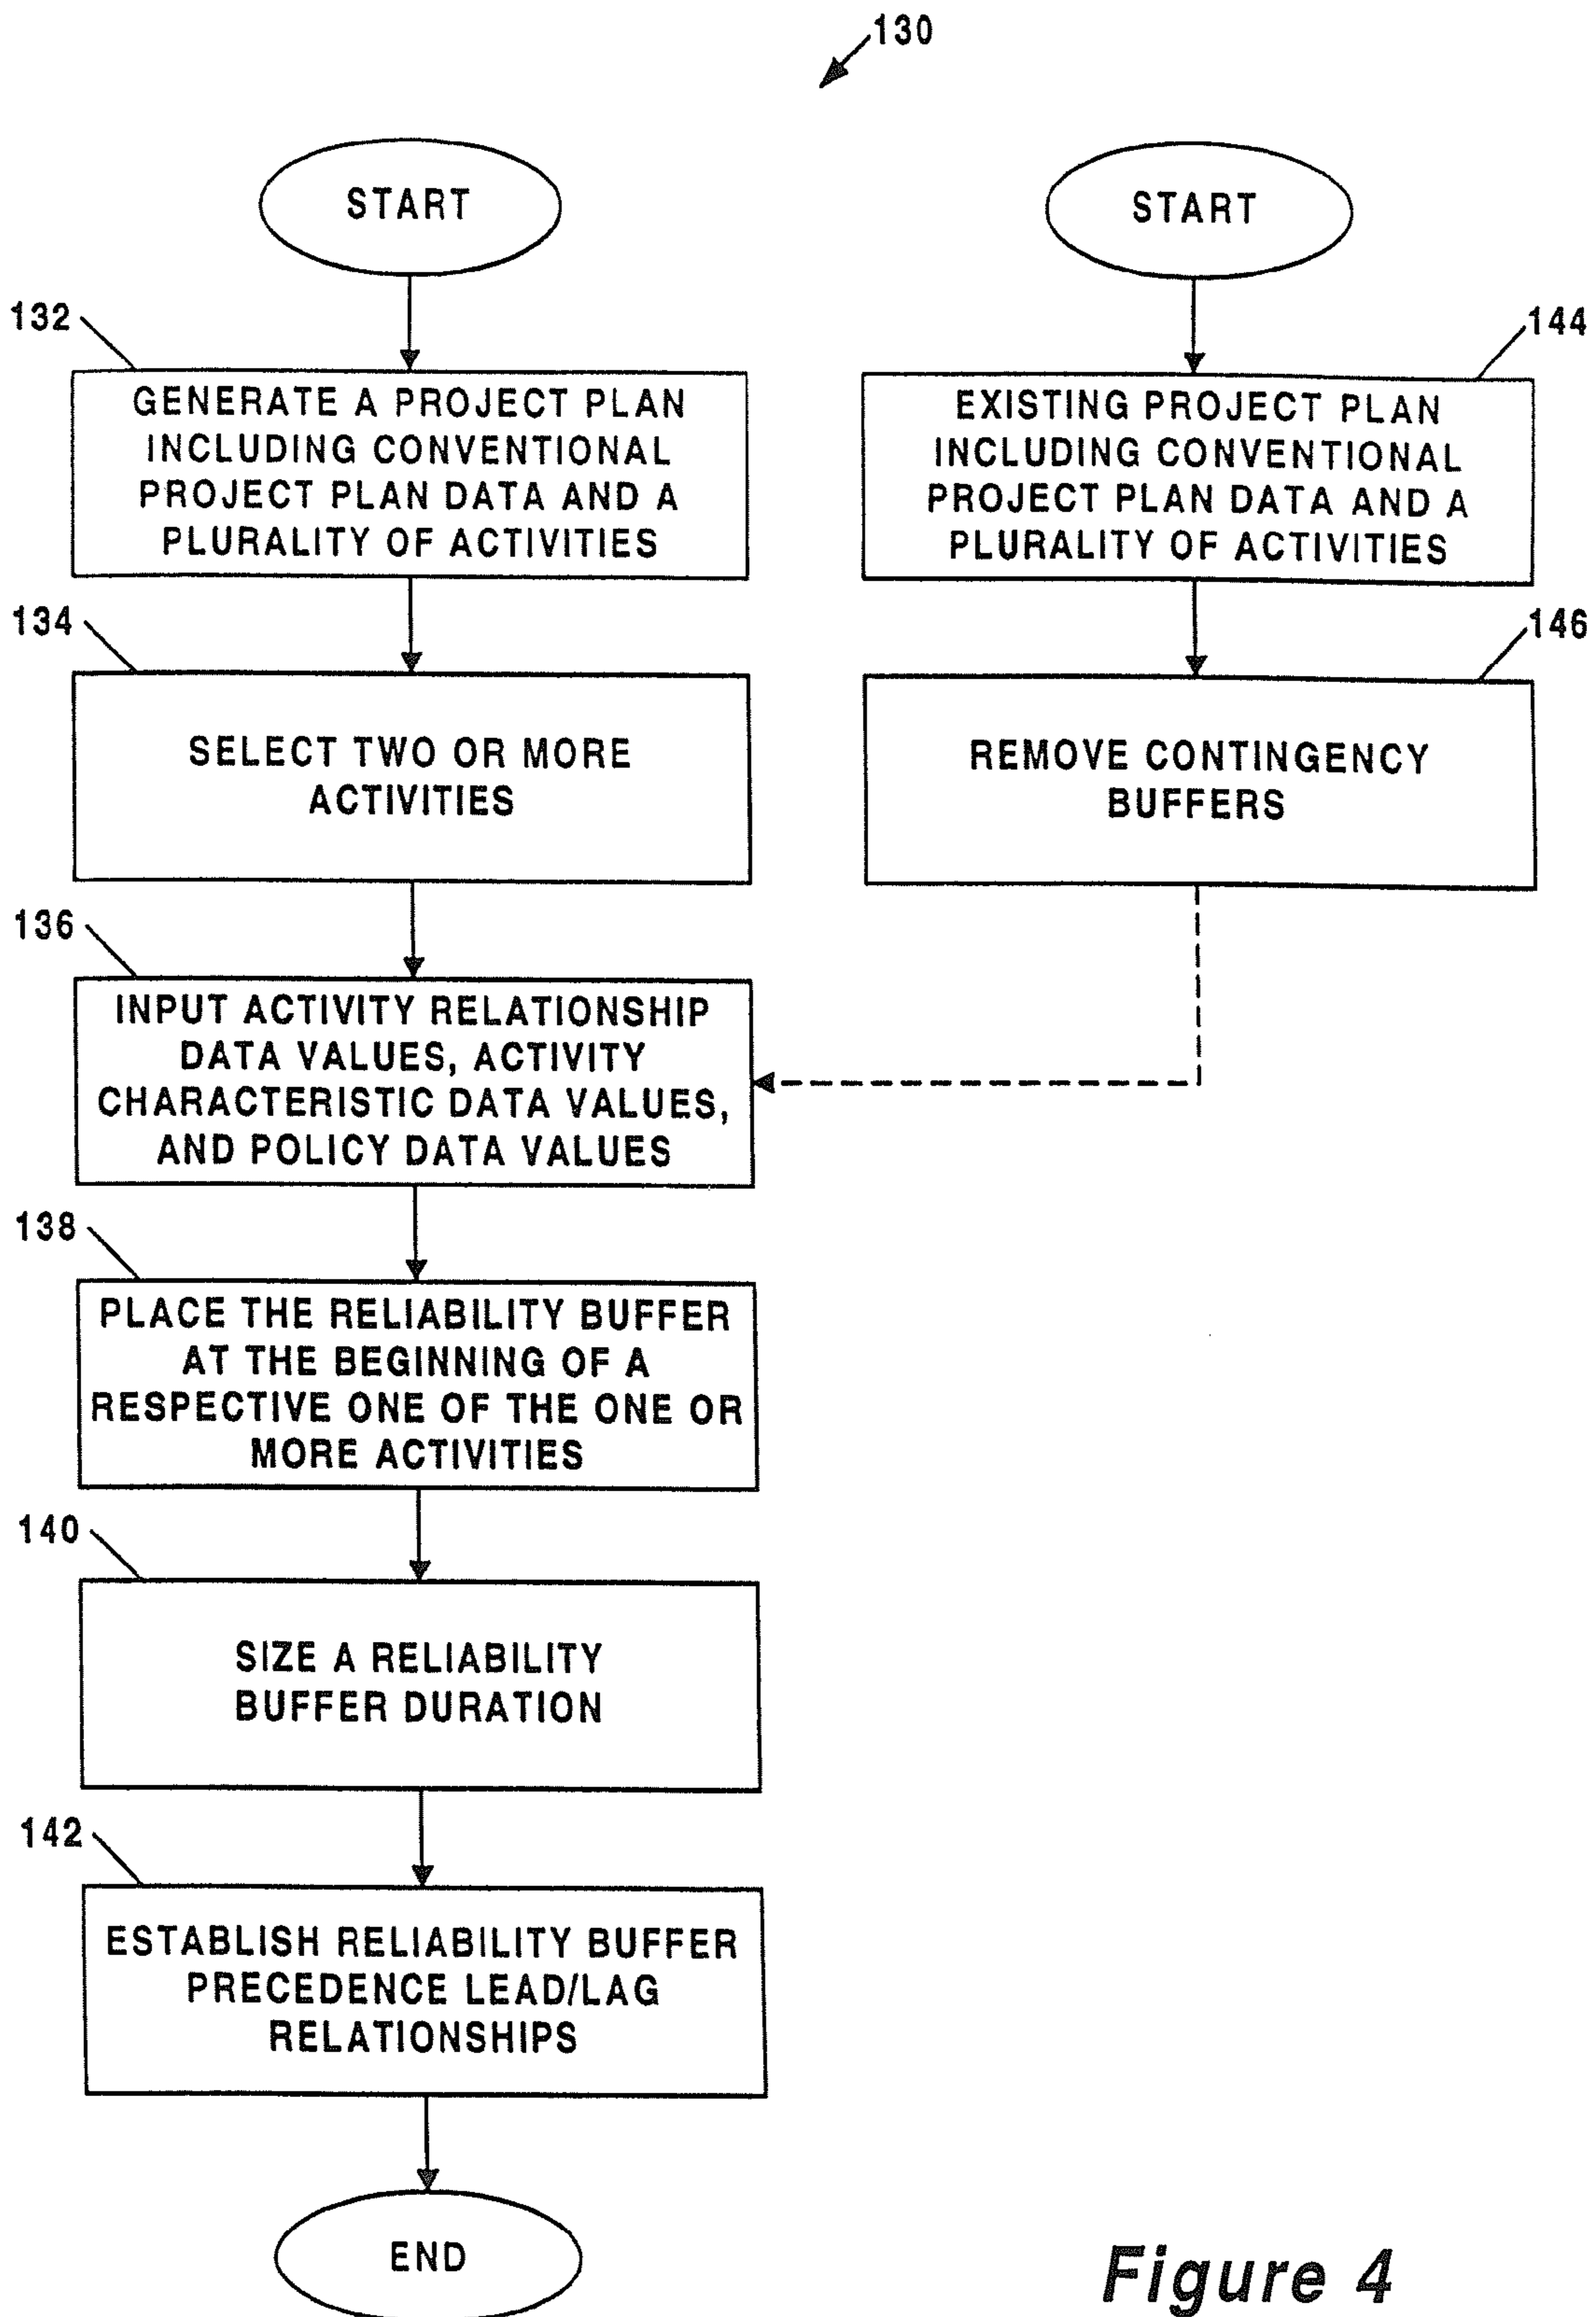 130
START
132
GENERATE A PROJECT PLAN
INCLUDING CONVENTIONAL
PROJECT PLAN DATA AND A
PLURALITY OF ACTIVITIES
134
SELECT TWO OR MORE
ACTIVITIES
136
INPUT ACTIVITY RELATIONSHIP
DATA VALUES, ACTIVITY
CHARACTERISTIC DATA VALUES,
AND POLICY DATA VALUES
138
PLACE THE RELIABILITY BUFFER
AT THE BEGINNING OF A
RESPECTIVE ONE OF THE ONE OR
MORE ACTIVITIES
140
SIZE A RELIABILITY
BUFFER DURATION
142
ESTABLISH RELIABILITY BUFFER
PRECEDENCE LEAD/LAG
RELATIONSHIPS
END
START
144
EXISTING PROJECT PLAN
INCLUDING CONVENTIONAL
PROJECT PLAN DATA AND A
PLURALITY OF ACTIVITIES
146
REMOVE CONTINGENCY
BUFFERS
Figure 4